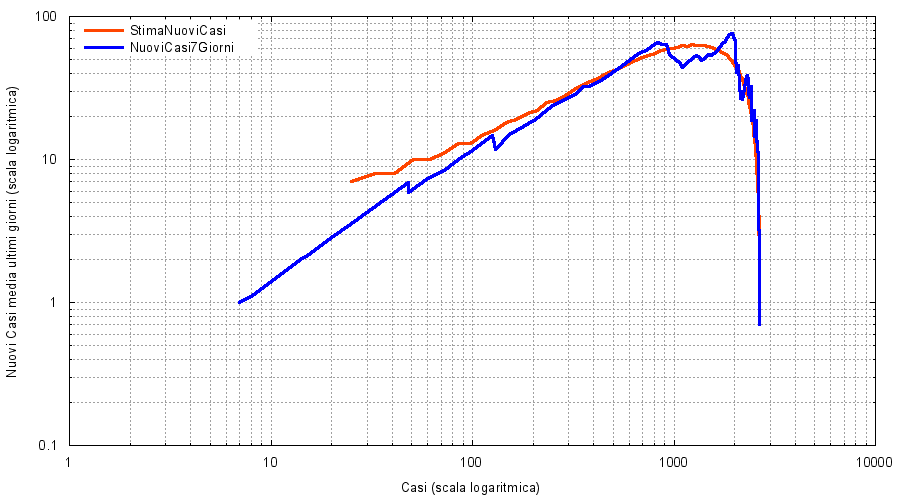 100
StimaNuoviCasi
NuoviCasi7Giorni
10
1
0.1
Nuovi Casi media ultimi giorni (scala logaritmica)
1 10 100 1000 10000
Casi (scala logaritmica)